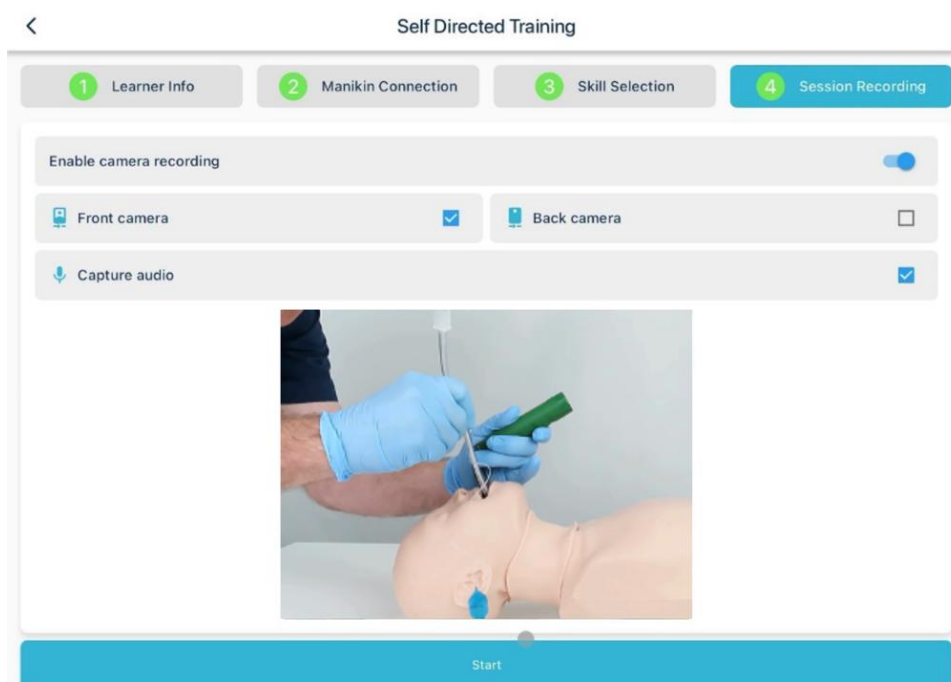 Self Directed Training
1 Learner Info
2 Manikin Connection
3 Skill Selection
4 Session Recording
Enable camera recording
Front camera
Back camera
Capture audio
Start